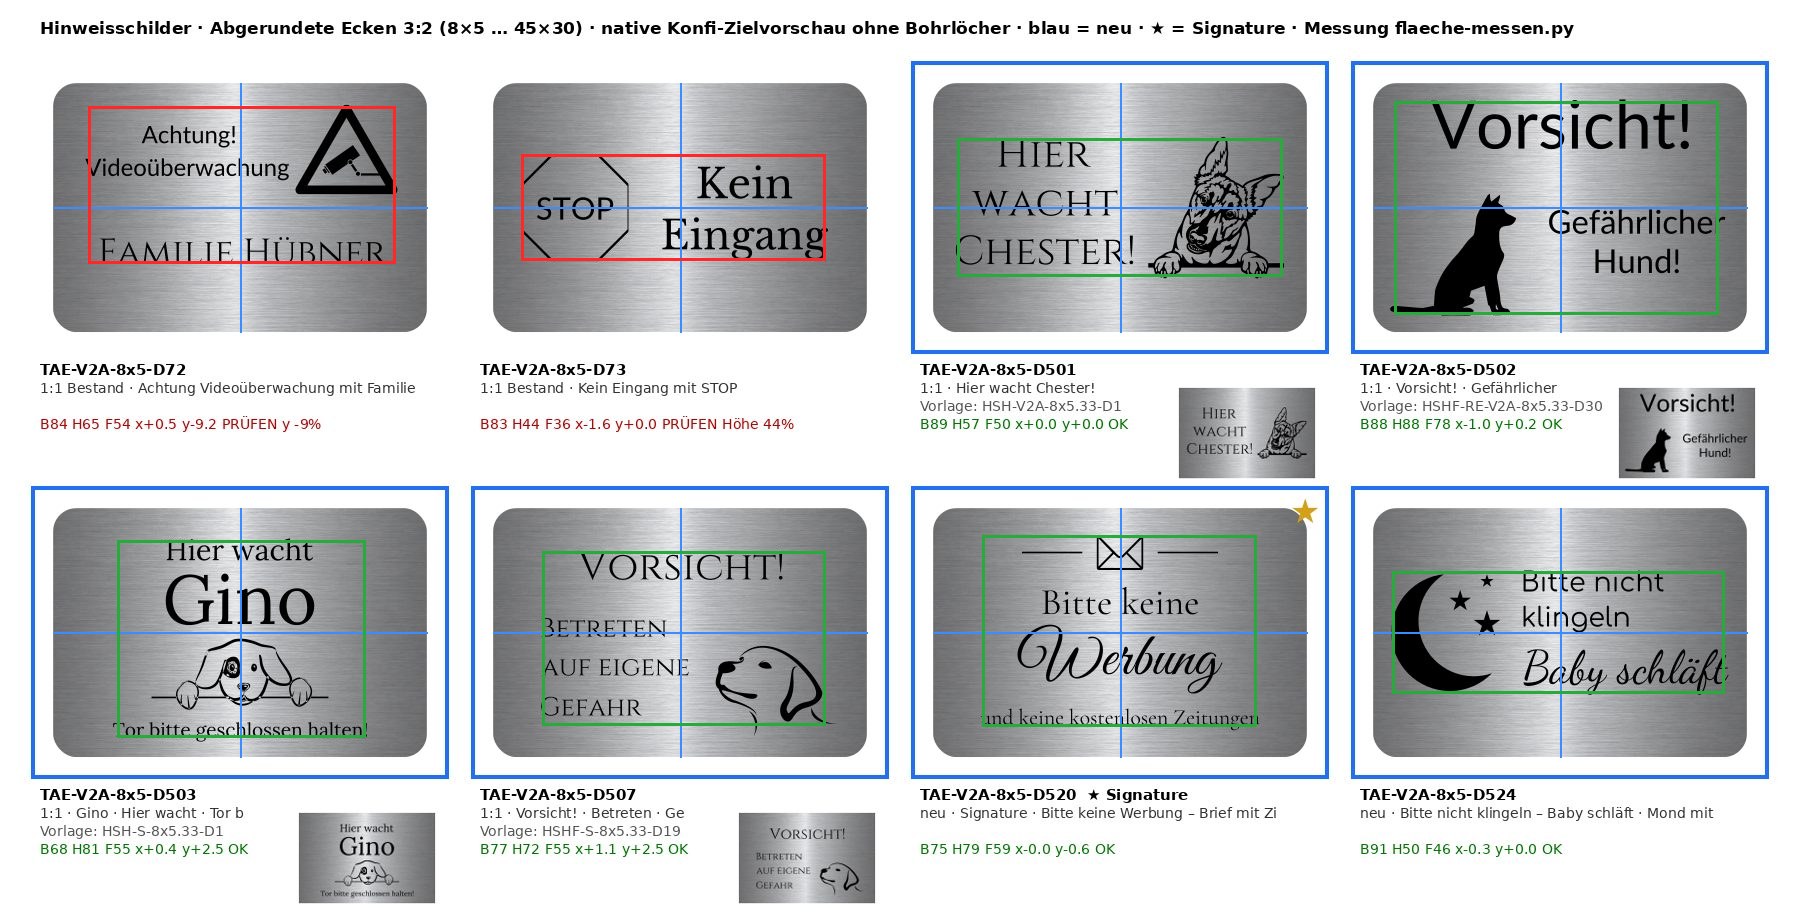 Hinweisschilder · Abgerundete Ecken 3:2 (8×5 … 45×30) · native Konfi-Zielvorschau ohne Bohrlöcher · blau = neu · ★ = Signature · Messung flaeche-messen.py
Achtung!
Videoüberwachung
FAMILIE HÜBNER
TAE-V2A-8x5-D72
1:1 Bestand · Achtung Videoüberwachung mit Familie
B84 H65 F54 x+0.5 y-9.2 PRÜFEN y -9%
STOP
Kein
Eingang
TAE-V2A-8x5-D73
1:1 Bestand · Kein Eingang mit STOP
B83 H44 F36 x-1.6 y+0.0 PRÜFEN Höhe 44%
HIER
WACHT
CHESTER!
TAE-V2A-8x5-D501
1:1 · Hier wacht Chester!
Vorlage: HSH-V2A-8x5.33-D1
B89 H57 F50 x+0.0 y+0.0 OK
HIER
WACHT
CHESTER!
Vorsicht!
Gefährlicher
Hund!
TAE-V2A-8x5-D502
1:1 · Vorsicht! · Gefährlicher
Vorlage: HSHF-RE-V2A-8x5.33-D30
B88 H88 F78 x-1.0 y+0.2 OK
Vorsicht!
Gefährlicher
Hund!
Hier wacht
Gino
Tor bitte geschlossen halten!
TAE-V2A-8x5-D503
1:1 · Gino · Hier wacht · Tor b
Vorlage: HSH-S-8x5.33-D1
B68 H81 F55 x+0.4 y+2.5 OK
Hier wacht
Gino
Tor bitte geschlossen halten!
VORSICHT!
BETRETEN
AUF EIGENE
GEFAHR
TAE-V2A-8x5-D507
1:1 · Vorsicht! · Betreten · Ge
Vorlage: HSHF-S-8x5.33-D19
B77 H72 F55 x+1.1 y+2.5 OK
VORSICHT!
BETRETEN
AUF EIGENE
GEFAHR
Bitte keine
Werbung
und keine kostenlosen Zeitungen
TAE-V2A-8x5-D520 ★ Signature
neu · Signature · Bitte keine Werbung – Brief mit Zi
B75 H79 F59 x-0.0 y-0.6 OK
Bitte nicht
klingeln
Baby schläft
TAE-V2A-8x5-D524
neu · Bitte nicht klingeln – Baby schläft · Mond mit
B91 H50 F46 x-0.3 y+0.0 OK